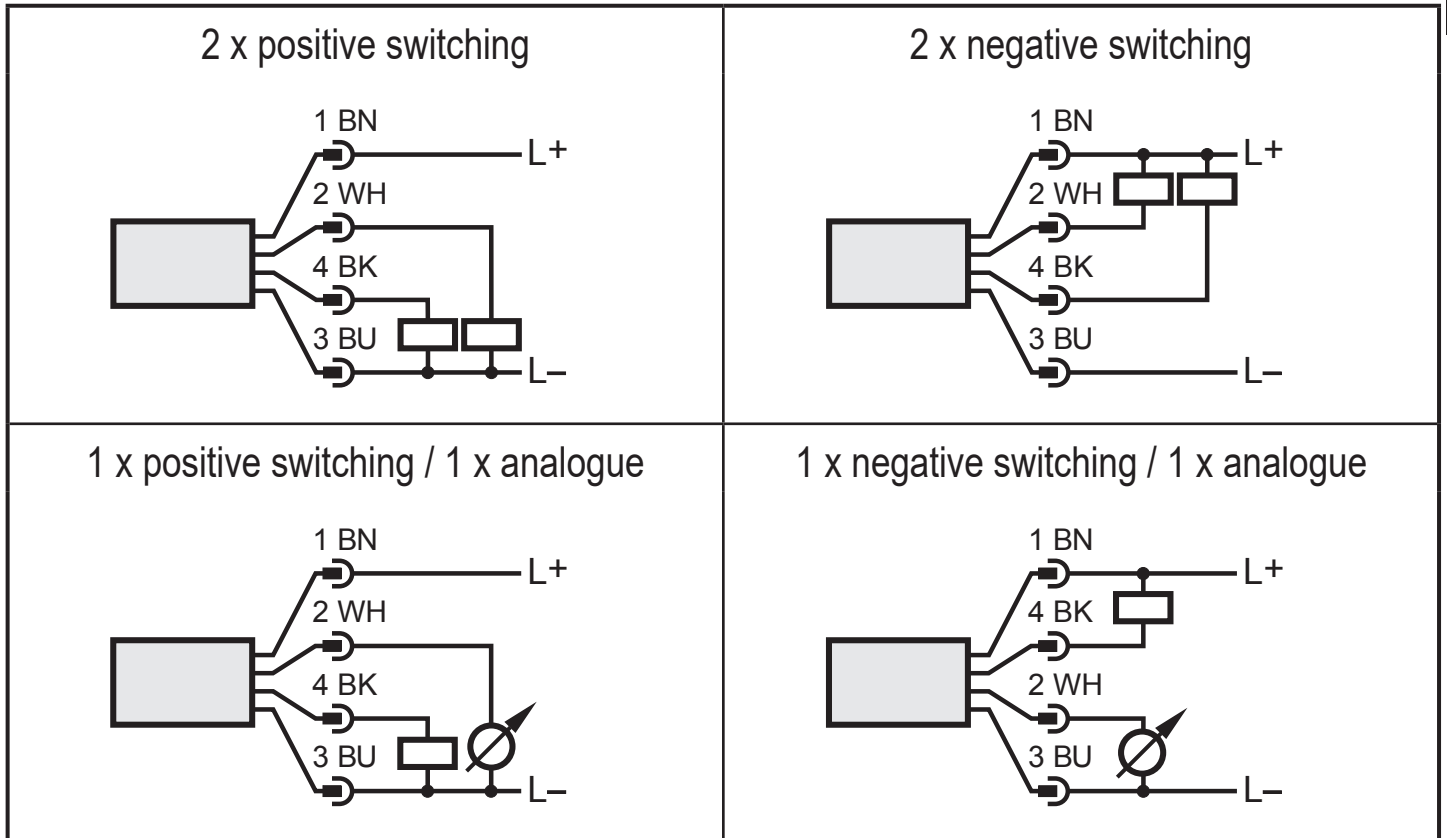 2 x positive switching
1 BN
L+
2 WH
4 BK
3 BU
L–
2 x negative switching
1 BN
L+
2 WH
4 BK
3 BU
L–
1 x positive switching / 1 x analogue
1 BN
L+
2 WH
4 BK
3 BU
L–
1 x negative switching / 1 x analogue
1 BN
L+
4 BK
2 WH
3 BU
L–